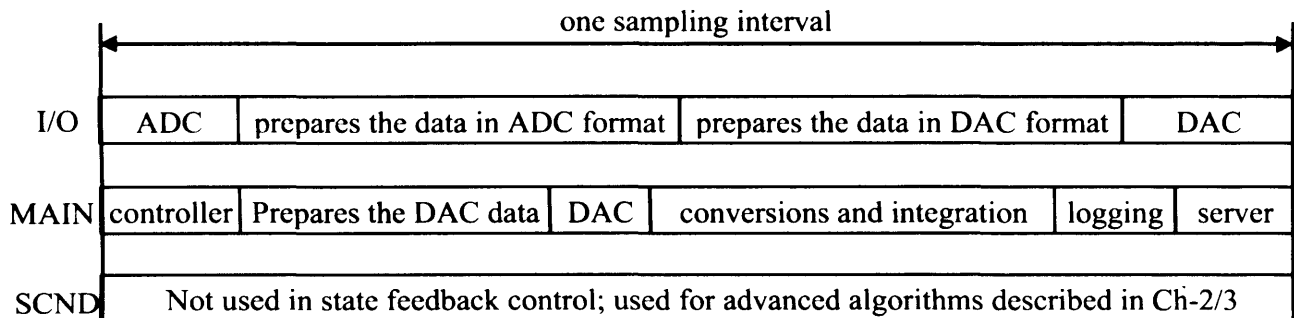 one sampling interval
I/O ADC prepares the data in ADC format prepares the data in DAC format DAC
MAIN controller Prepares the DAC data DAC conversions and integration logging server
SCND Not used in state feedback control; used for advanced algorithms described in Ch-2/3